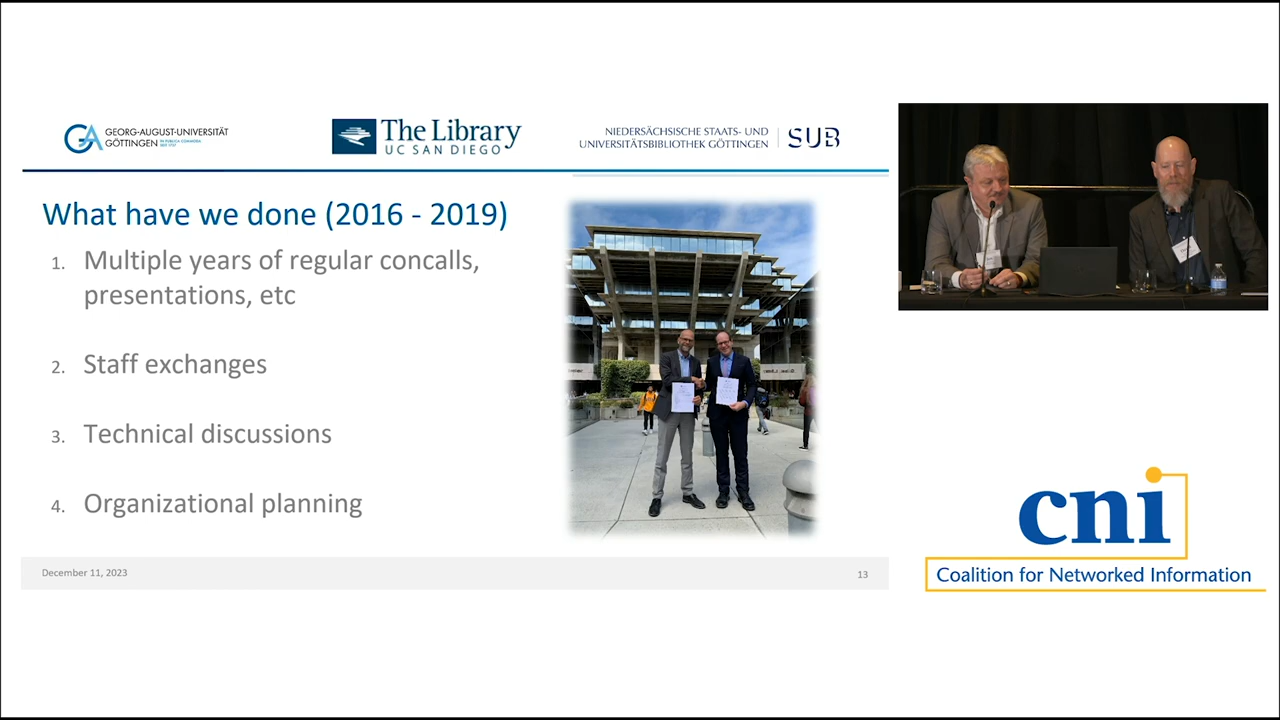 GEORG-AUGUST-UNIVERSITÄT
GÖTTINGEN
The Library
UC SAN DIEGO
NIEDERSÄCHSISCHE STAATS- UND
UNIVERSITÄTSBIBLIOTHEK GÖTTINGEN
SUB
What have we done (2016 - 2019)
1. Multiple years of regular concalls,
presentations, etc
2. Staff exchanges
3. Technical discussions
4. Organizational planning
December 11, 2023
13
cni
Coalition for Networked Information